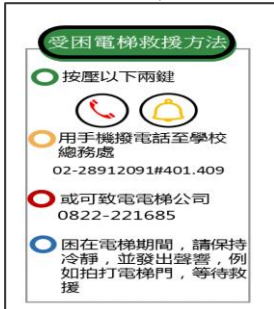 受困電梯救援方法
按壓以下兩鍵
用手機撥電話至學校
總務處
02-28912091#401.409
或可致電電梯公司
0822-221685
困在電梯期間，請保持
冷靜，並發出聲響，例
如拍打電梯門，等待救
援